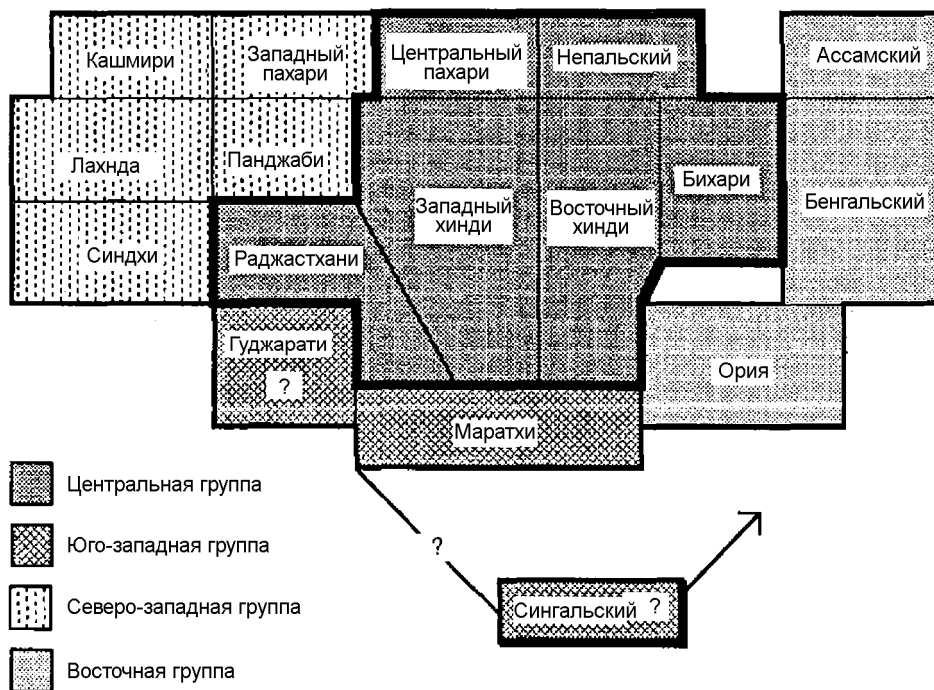 Кашмири
Западный
пахари
Центральный
пахари
Непальский
Ассамский
Лахнда
Панджаби
Западный
хинди
Восточный
хинди
Бихари
Бенгальский
Синдхи
Раджастхани
Гуджарати
?
Ория
Маратхи
Центральная группа
Юго-западная группа
?
Северо-западная группа
Сингальский ?
Восточная группа